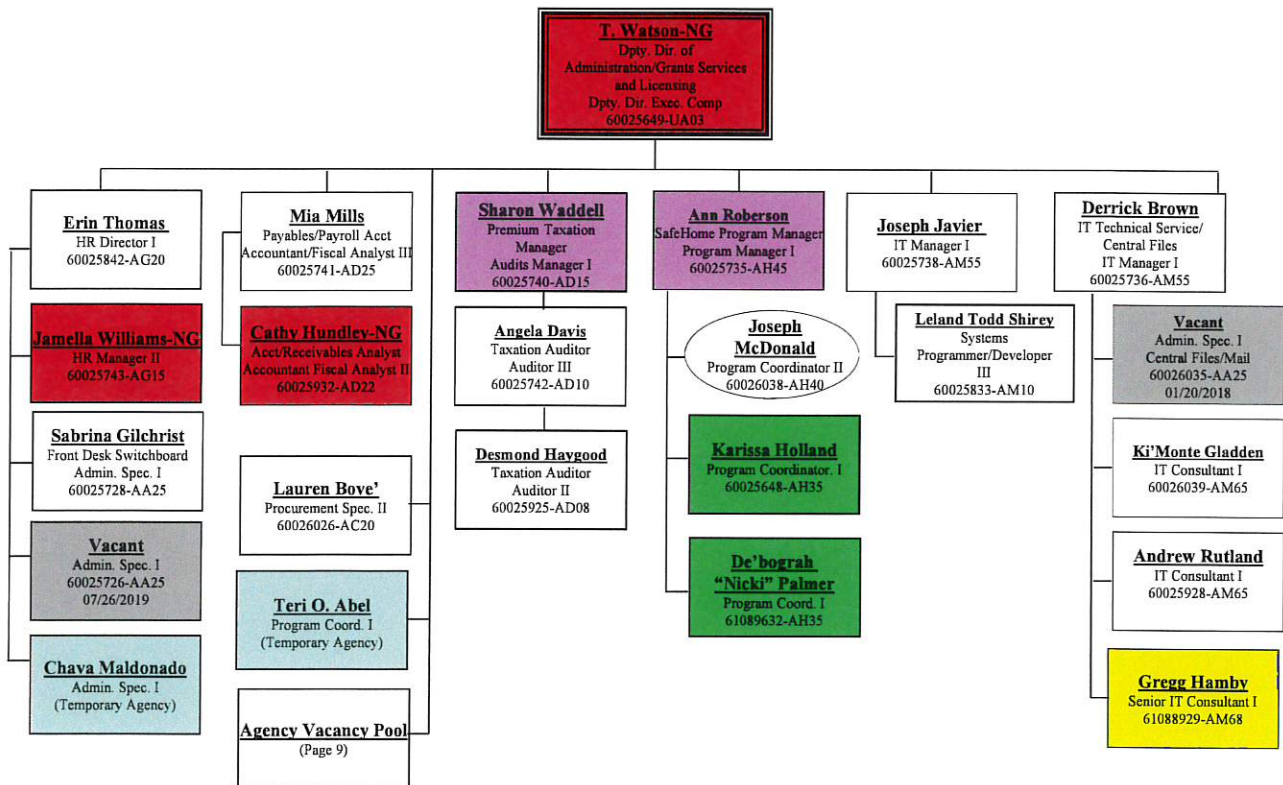 T. Watson-NG
Dpty. Dir. of
Administration/Grants Services
and Licensing
Dpty. Dir. Exec. Comp
60025649-UA03
Erin Thomas
HR Director I
60025842-AG20
Jamella Williams-NG
HR Manager II
60025743-AG15
Sabrina Gilchrist
Front Desk Switchboard
Admin. Spec. I
60025728-AA25
Vacant
Admin. Spec. I
60025726-AA25
07/26/2019
Chava Maldonado
Admin. Spec. I
(Temporary Agency)
Mia Mills
Payables/Payroll Acct
Accountant/Fiscal Analyst III
60025741-AD25
Cathy Hundley-NG
Acct/Receivables Analyst
Accountant Fiscal Analyst II
60025932-AD22
Lauren Bove'
Procurement Spec. II
60026026-AC20
Teri O. Abel
Program Coord. I
(Temporary Agency)
Agency Vacancy Pool
(Page 9)
Sharon Waddell
Premium Taxation
Manager
Audits Manager I
60025740-AD15
Angela Davis
Taxation Auditor
Auditor III
60025742-AD10
Desmond Haygood
Taxation Auditor
Auditor II
60025925-AD08
Ann Roberson
SafeHome Program Manager
Program Manager I
60025735-AH45
Joseph
McDonald
Program Coordinator II
60026038-AH40
Karissa Holland
Program Coordinator. I
60025648-AH35
De'bograh
"Nicki" Palmer
Program Coord. I
61089632-AH35
Joseph Javier
IT Manager I
60025738-AM55
Leland Todd Shirey
Systems
Programmer/Developer
III
60025833-AM10
Derrick Brown
IT Technical Service/
Central Files
IT Manager I
60025736-AM55
Vacant
Admin. Spec. I
Central Files/Mail
60026035-AA25
01/20/2018
Ki'Monte Gladden
IT Consultant I
60026039-AM65
Andrew Rutland
IT Consultant I
60025928-AM65
Gregg Hamby
Senior IT Consultant I
61088929-AM68